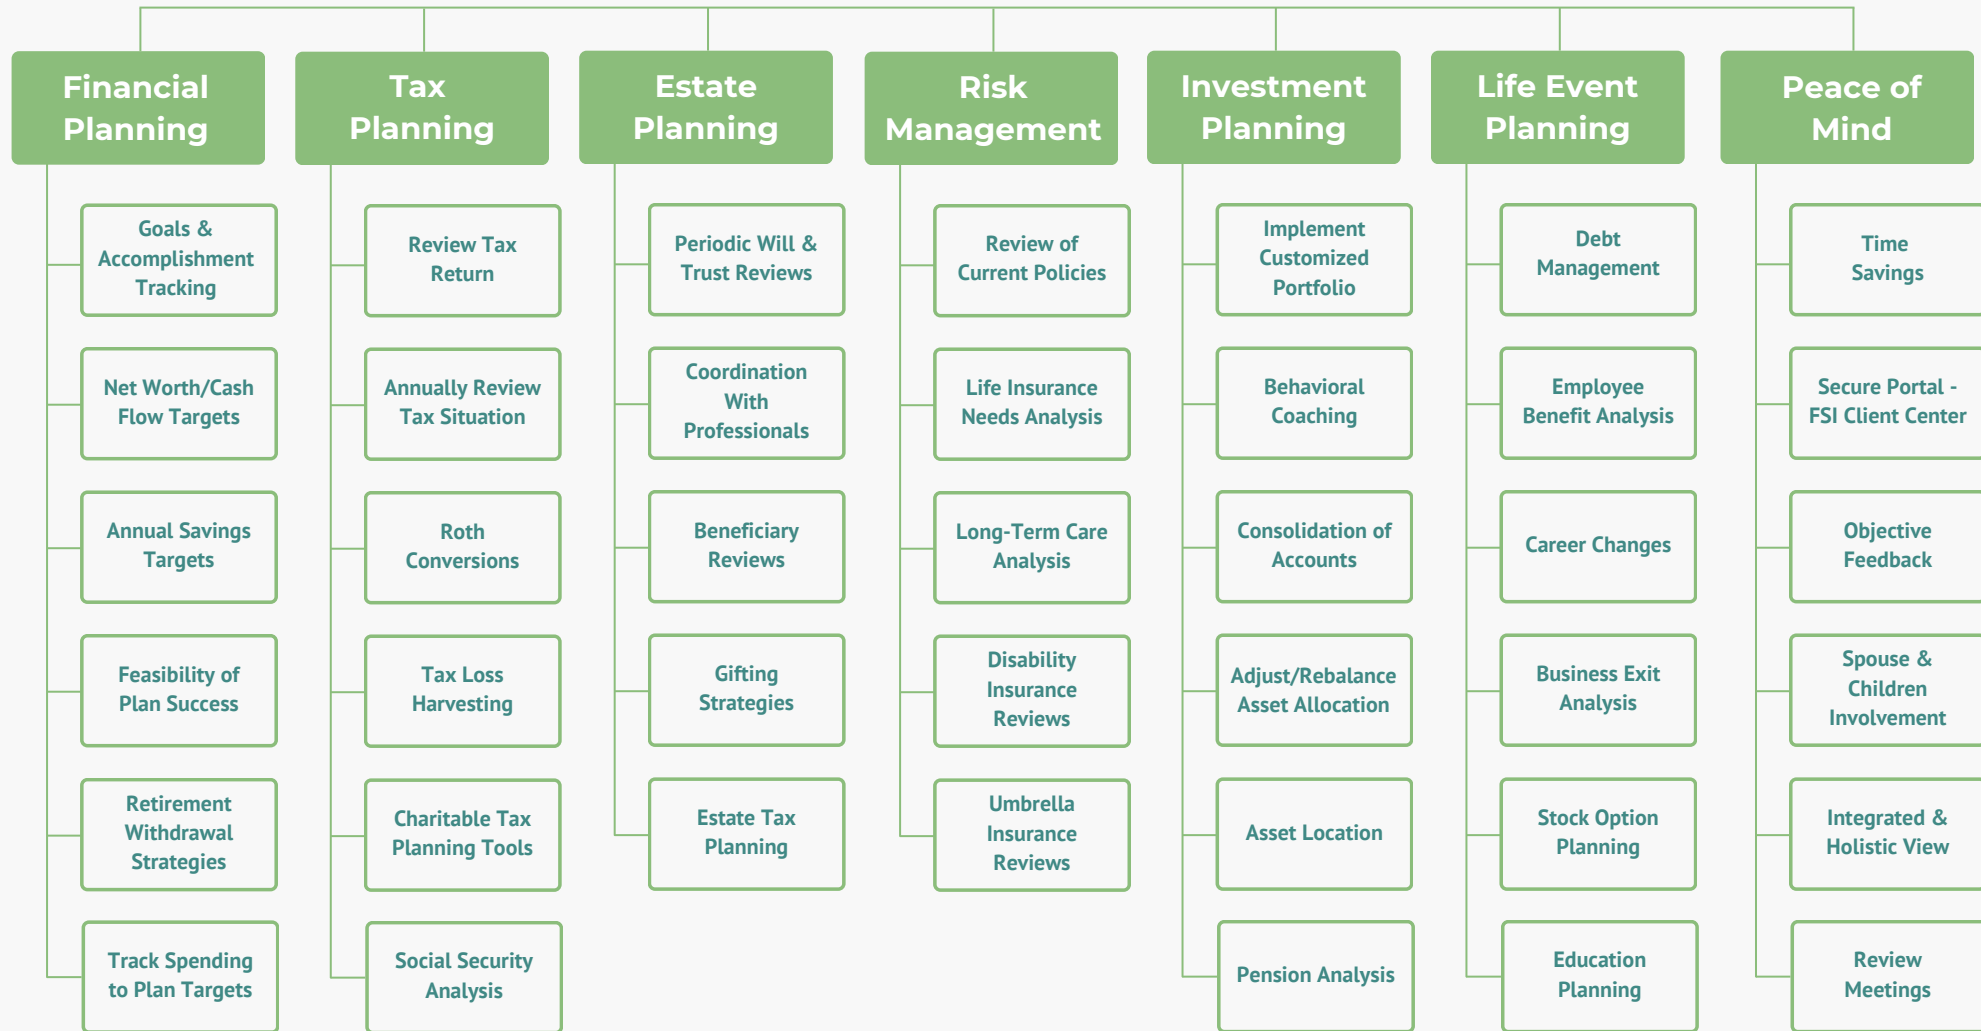 Financial
Planning
Goals &
Accomplishment
Tracking
Net Worth/Cash
Flow Targets
Annual Savings
Targets
Feasibility of
Plan Success
Retirement
Withdrawal
Strategies
Track Spending
to Plan Targets
Tax
Planning
Review Tax
Return
Annually Review
Tax Situation
Roth
Conversions
Tax Loss
Harvesting
Charitable Tax
Planning Tools
Social Security
Analysis
Estate
Planning
Periodic Will &
Trust Reviews
Coordination
With
Professionals
Beneficiary
Reviews
Gifting
Strategies
Estate Tax
Planning
Risk
Management
Review of
Current Policies
Life Insurance
Needs Analysis
Long-Term Care
Analysis
Disability
Insurance
Reviews
Umbrella
Insurance
Reviews
Investment
Planning
Implement
Customized
Portfolio
Behavioral
Coaching
Consolidation of
Accounts
Adjust/Rebalance
Asset Allocation
Asset Location
Pension Analysis
Life Event
Planning
Debt
Management
Employee
Benefit Analysis
Career Changes
Business Exit
Analysis
Stock Option
Planning
Education
Planning
Peace of
Mind
Time
Savings
Secure Portal -
FSI Client Center
Objective
Feedback
Spouse &
Children
Involvement
Integrated &
Holistic View
Review
Meetings